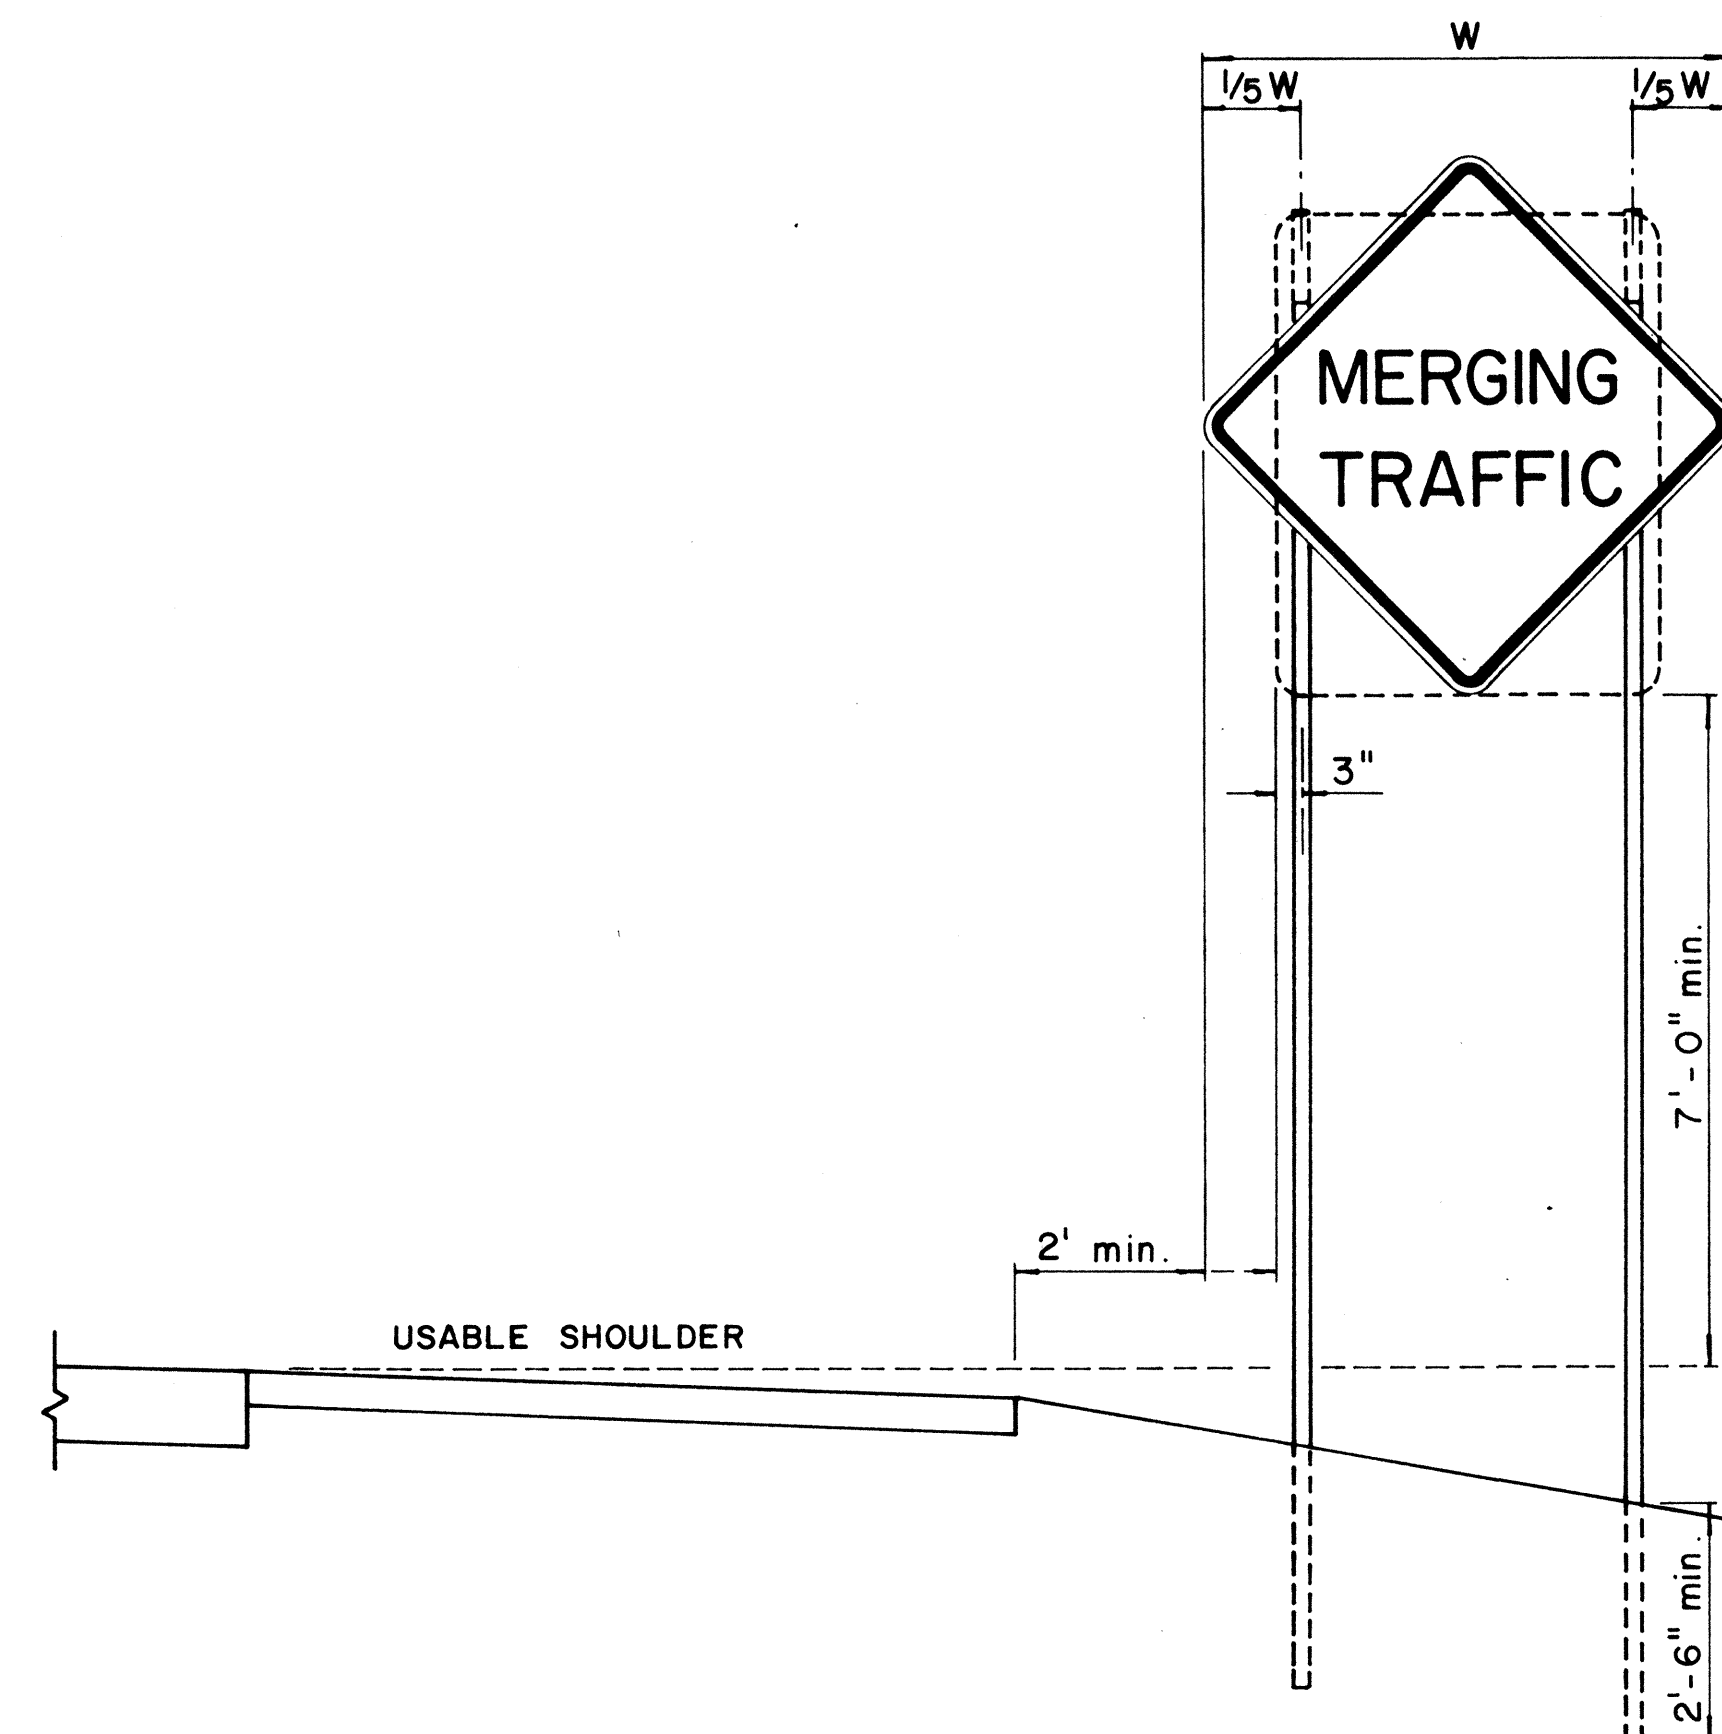 W
1/5 W
1/5 W
MERGING
TRAFFIC
3"
7'-0" min.
2' min.
USABLE SHOULDER
2'-6" min.